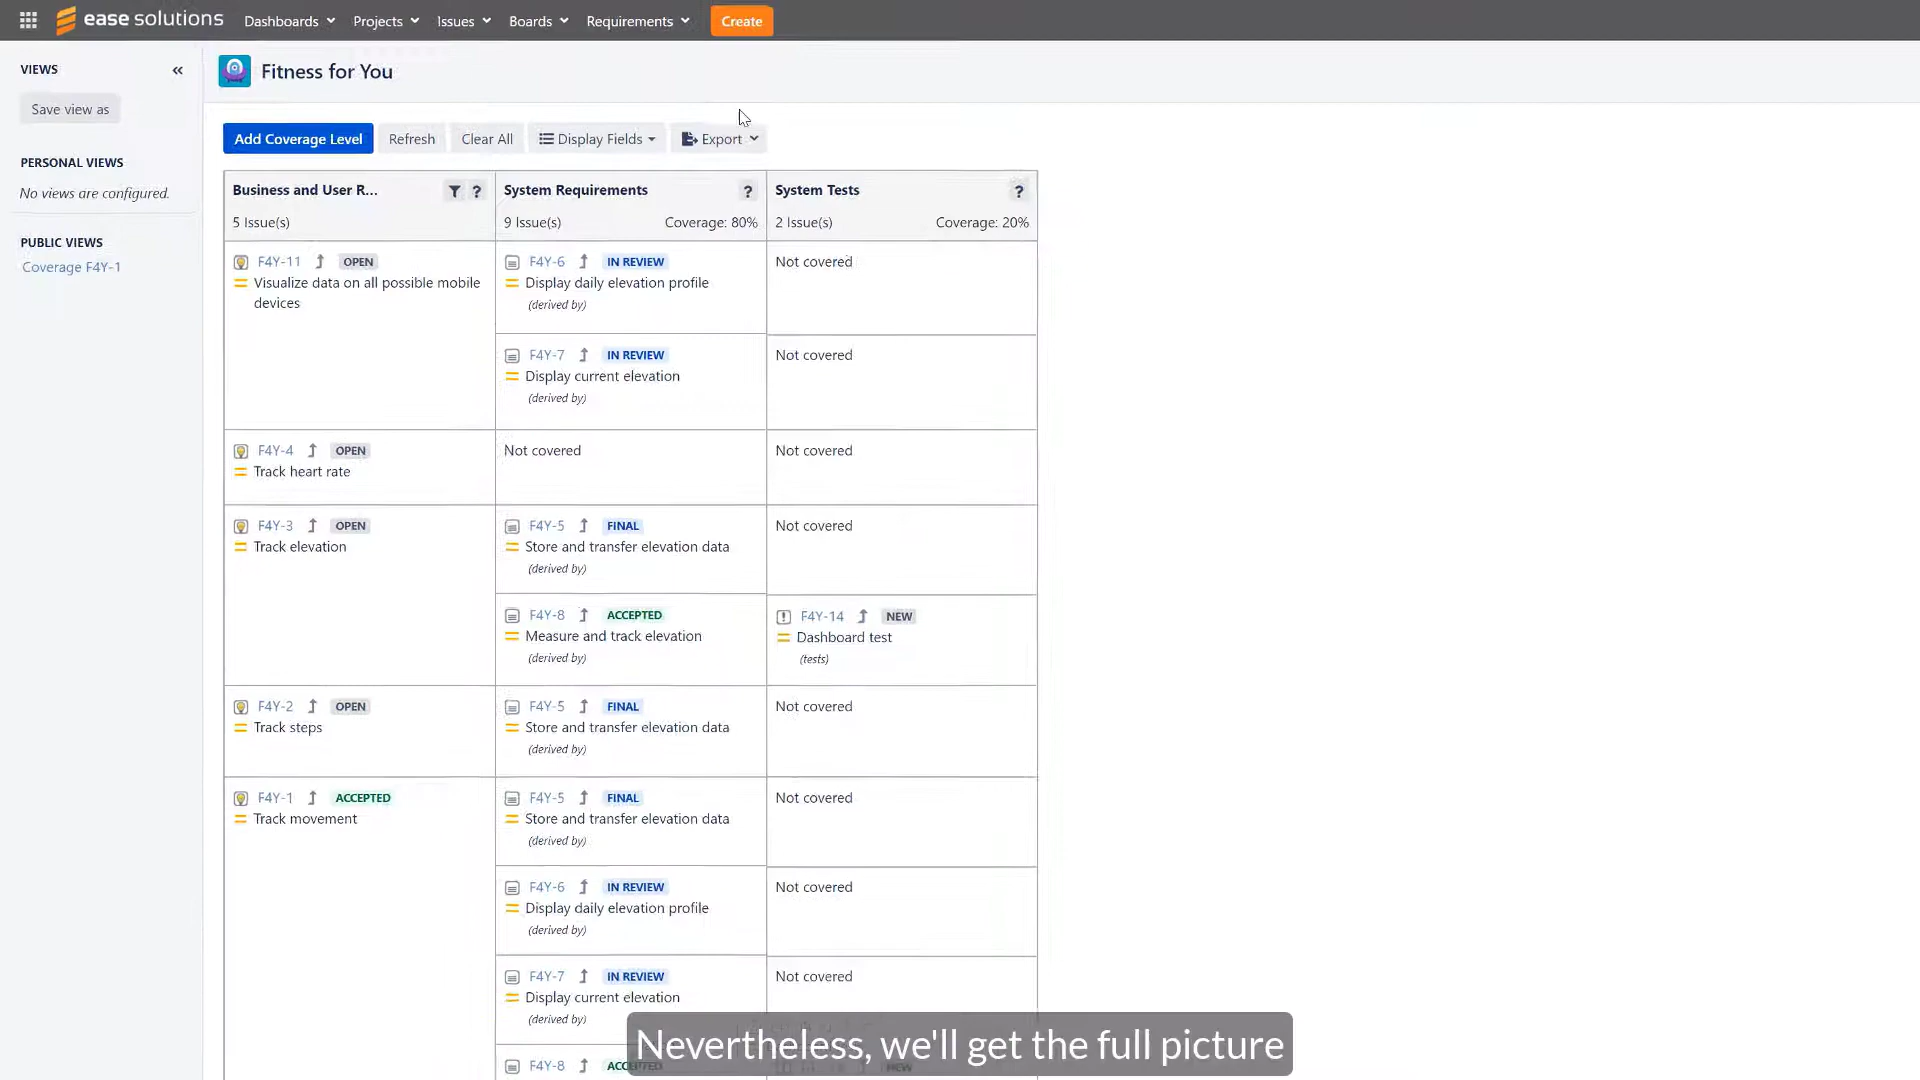 ease solutions Dashboards Projects Issues Boards Requirements Create
VIEWS
Save view as
PERSONAL VIEWS
No views are configured.
PUBLIC VIEWS
Coverage F4Y-1
Fitness for You
Add Coverage Level Refresh Clear All Display Fields Export
Business and User R... ? System Requirements ? System Tests ?
5 Issue(s) 9 Issue(s) Coverage: 80% 2 Issue(s) Coverage: 20%
F4Y-11 OPEN F4Y-6 IN REVIEW Not covered
Visualize data on all possible mobile Display daily elevation profile
devices (derived by)
F4Y-7 IN REVIEW Not covered
Display current elevation
(derived by)
F4Y-4 OPEN Not covered Not covered
Track heart rate
F4Y-3 OPEN F4Y-5 FINAL Not covered
Track elevation Store and transfer elevation data
(derived by)
F4Y-8 ACCEPTED F4Y-14 NEW
Measure and track elevation Dashboard test
(derived by) (tests)
F4Y-2 OPEN F4Y-5 FINAL Not covered
Track steps Store and transfer elevation data
(derived by)
F4Y-1 ACCEPTED F4Y-5 FINAL Not covered
Track movement Store and transfer elevation data
(derived by)
F4Y-6 IN REVIEW Not covered
Display daily elevation profile
(derived by)
F4Y-7 IN REVIEW Not covered
Display current elevation
(derived by)
Nevertheless, we'll get the full picture
F4Y-8 ACCEPTED NEW